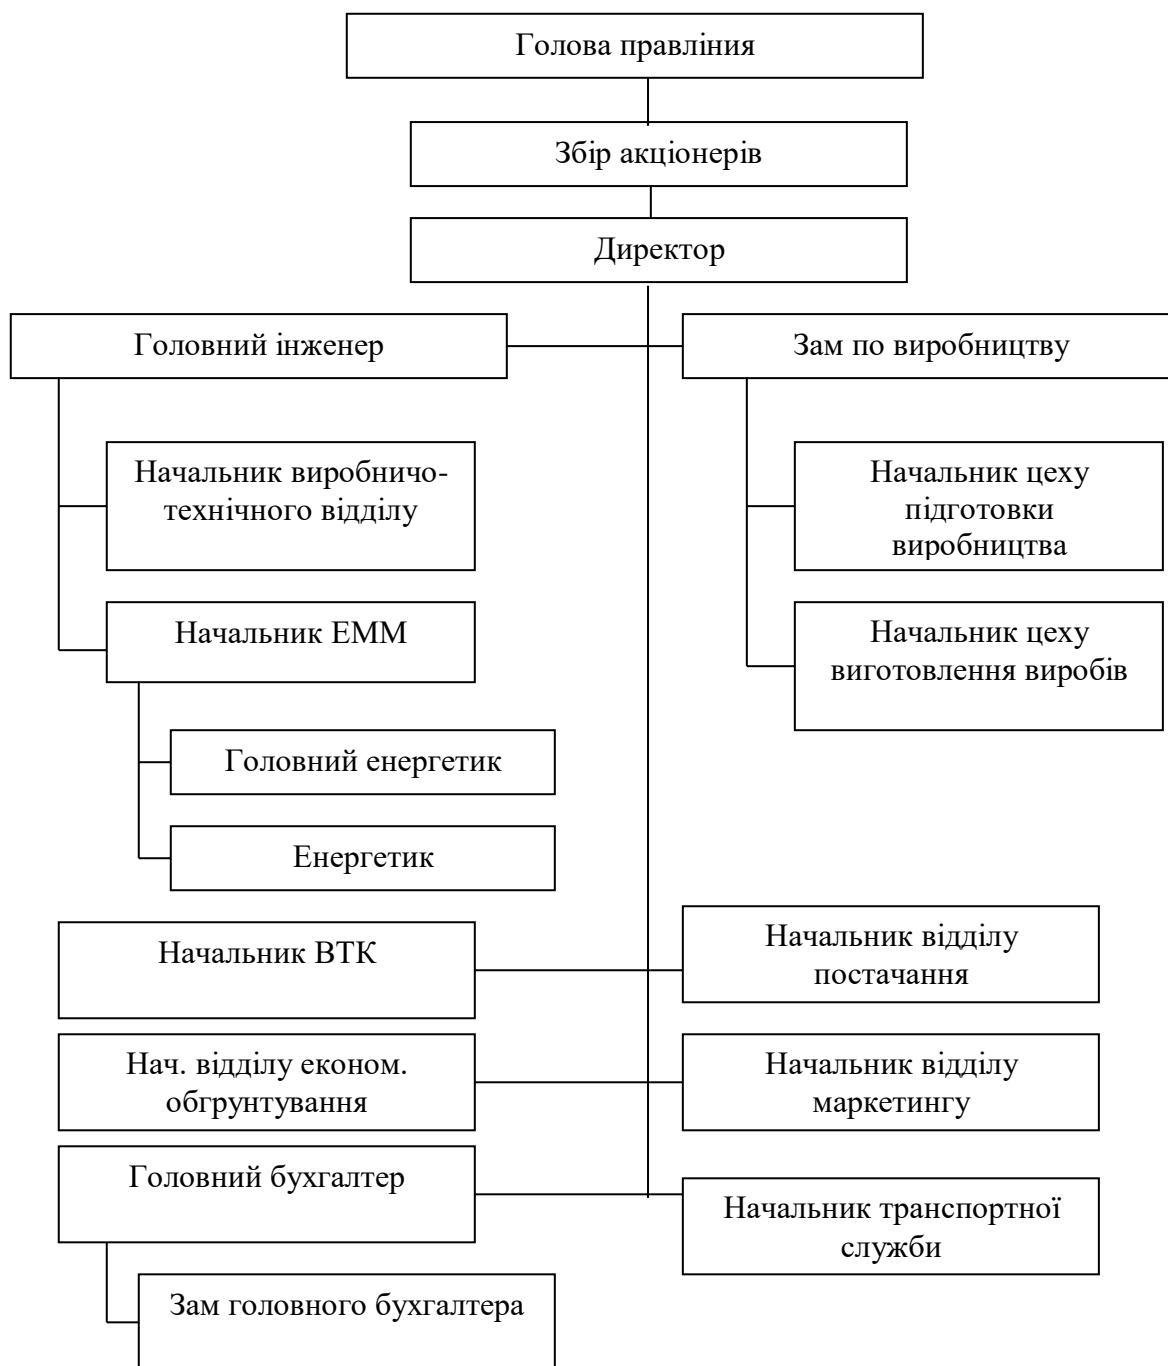 Голова правлiния
Збір акціонерів
Директор
Головний інженер
Зам по виробництву
Начальник виробничо-
технічного відділу
Начальник цеху
підготовки
виробництва
Начальник ЕММ
Начальник цеху
виготовлення виробів
Головний енергетик
Енергетик
Начальник ВТК
Начальник відділу
постачання
Нач. відділу економ.
обгрунтування
Начальник відділу
маркетингу
Головний бухгалтер
Начальник транспортної
служби
Зам головного бухгалтера